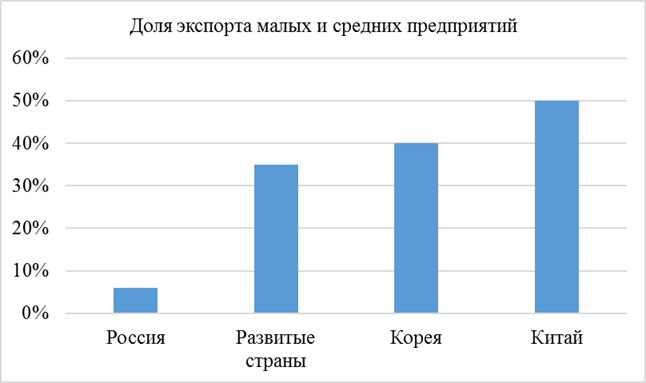 Доля экспорта малых и средних предприятий
60%
50%
40%
30%
20%
10%
0%
Россия
Развитые
страны
Корея
Китай